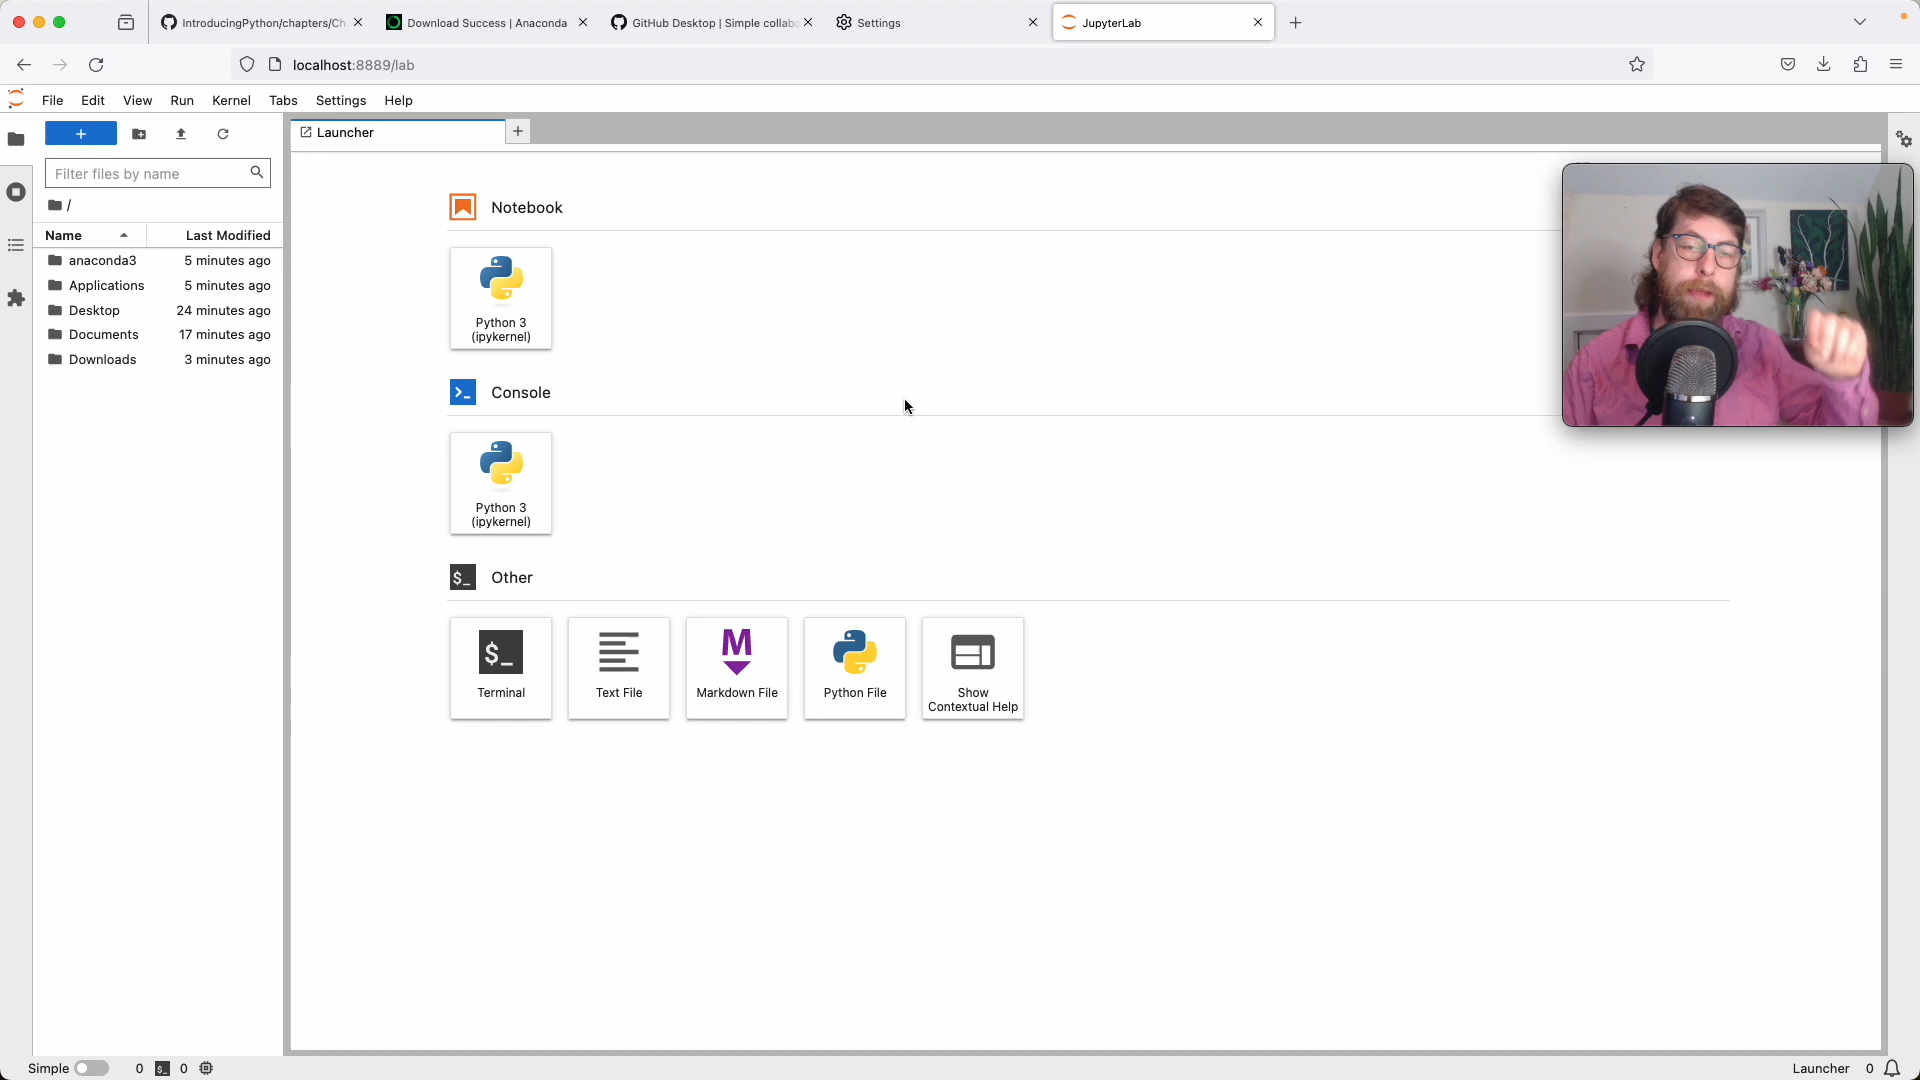 IntroducingPython/chapters/Ch
Download Success | Anaconda
GitHub Desktop | Simple collabo
Settings
JupyterLab
localhost:8889/lab
File Edit View Run Kernel Tabs Settings Help
+
Launcher
+
Filter files by name
/
Name Last Modified
anaconda3 5 minutes ago
Applications 5 minutes ago
Desktop 24 minutes ago
Documents 17 minutes ago
Downloads 3 minutes ago
Notebook
Python 3
(ipykernel)
>_ Console
Python 3
(ipykernel)
$_ Other
$_
Terminal
Text File
M
Markdown File
Python File
Show
Contextual Help
Simple 0 $_ 0
Launcher 0